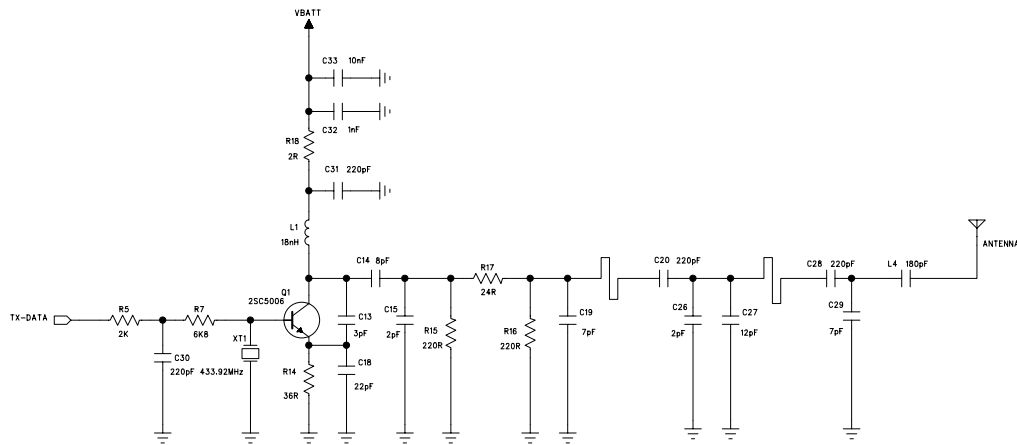 VBATT
C33 10nF
C32 1nF
R18
2R
C31 220pF
L1
18nH
C14 8pF
R17
24R
C20 220pF
C28 220pF
L4 180pF
ANTENNA
TX-DATA
R5
2K
R7
6K8
C30
220pF
XT1
433.92MHz
Q1
2SC5006
R14
36R
C13
3pF
C18
22pF
C15
2pF
R15
220R
R16
220R
C19
7pF
C26
2pF
C27
12pF
C29
7pF